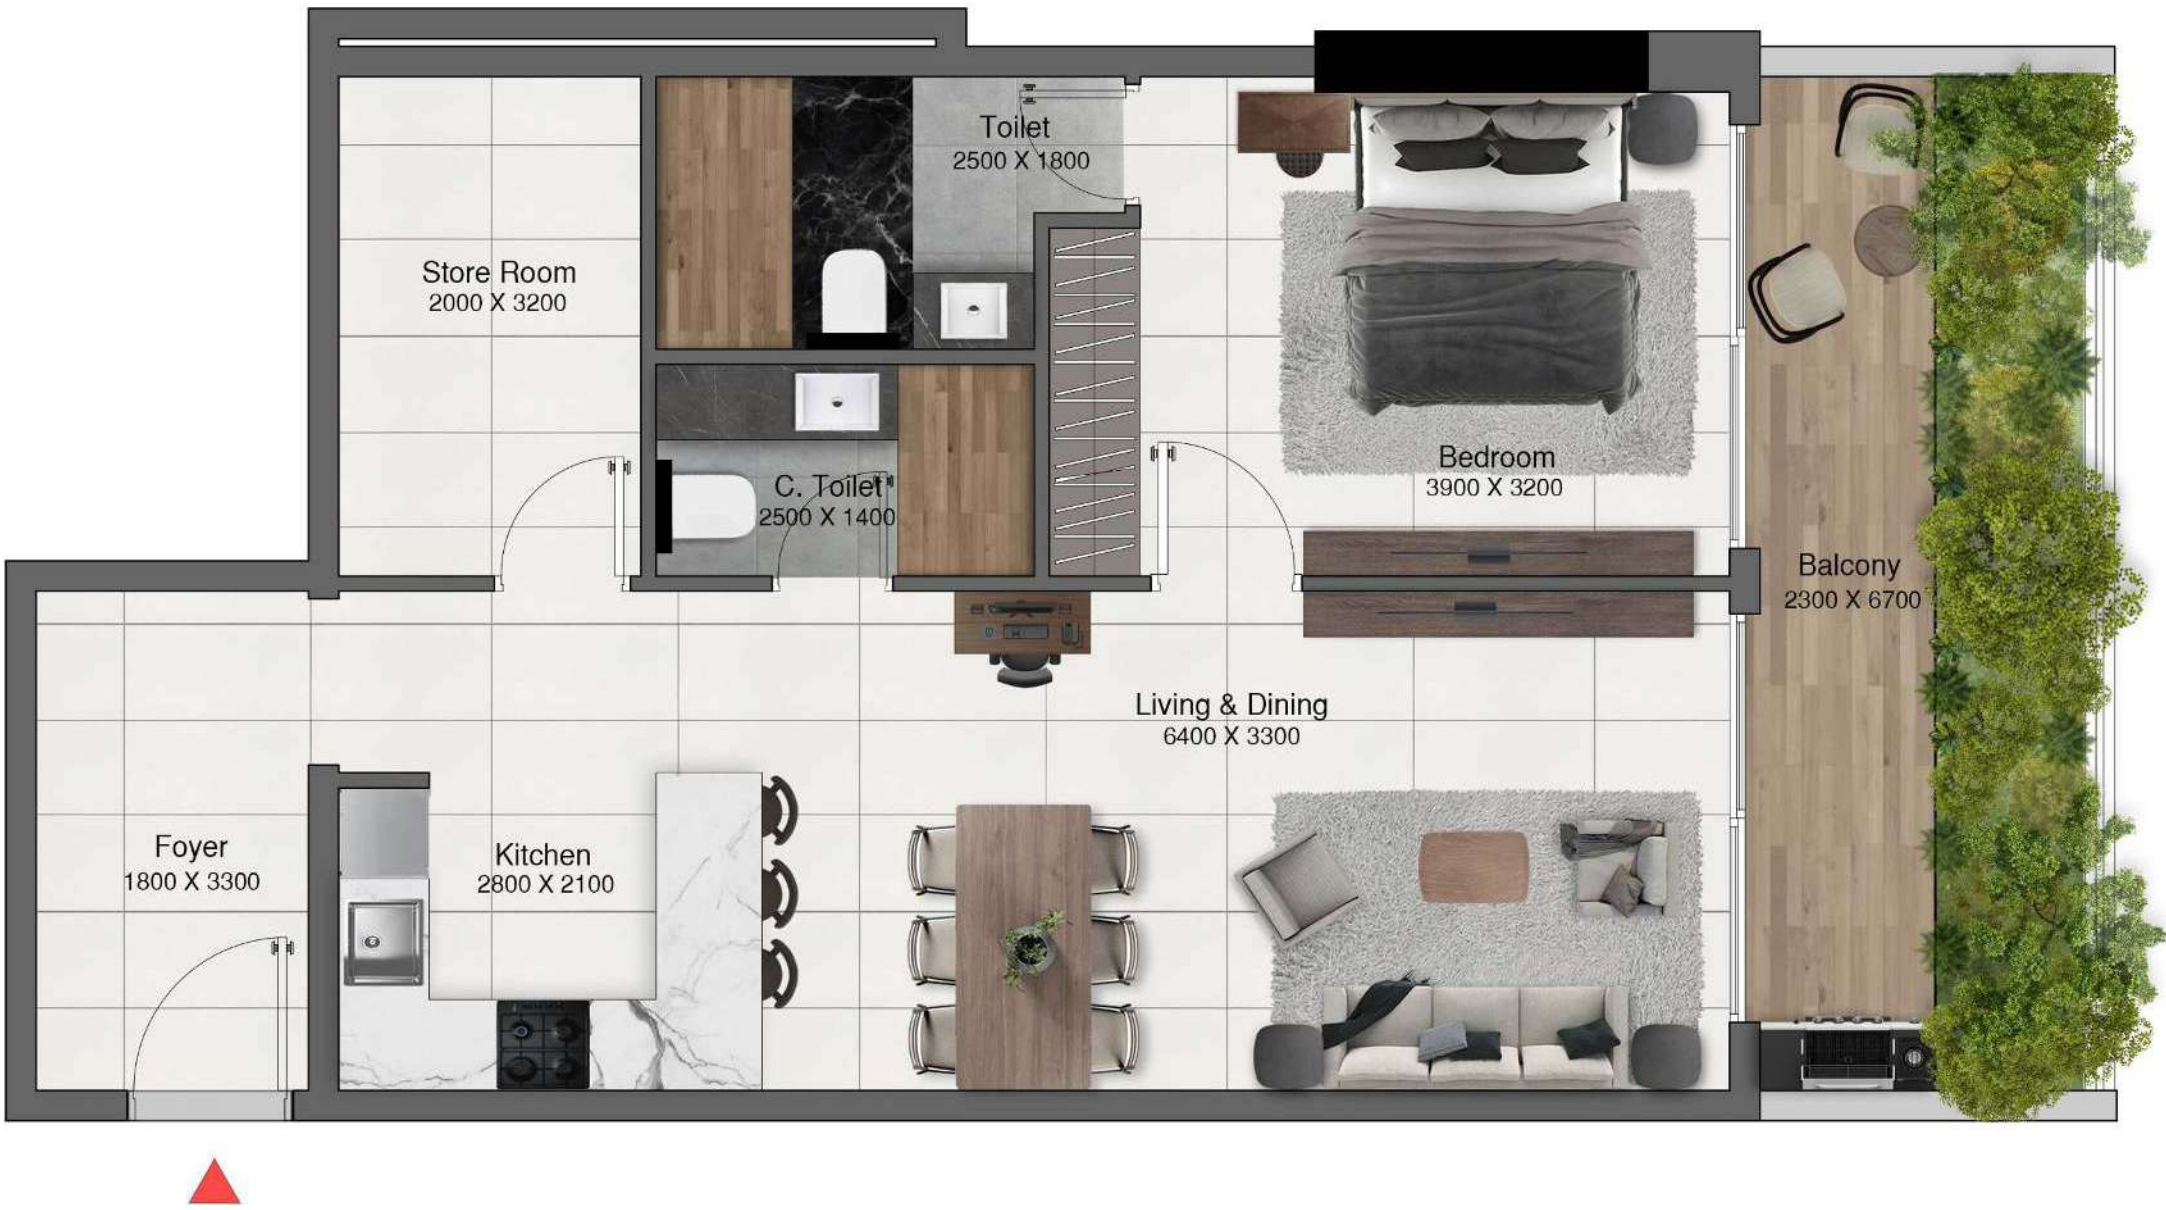 Toilet
2500 X 1800
Store Room
2000 X 3200
C. Toilet
2500 X 1400
Bedroom
3900 X 3200
Balcony
2300 X 6700
Living & Dining
6400 X 3300
Foyer
1800 X 3300
Kitchen
2800 X 2100